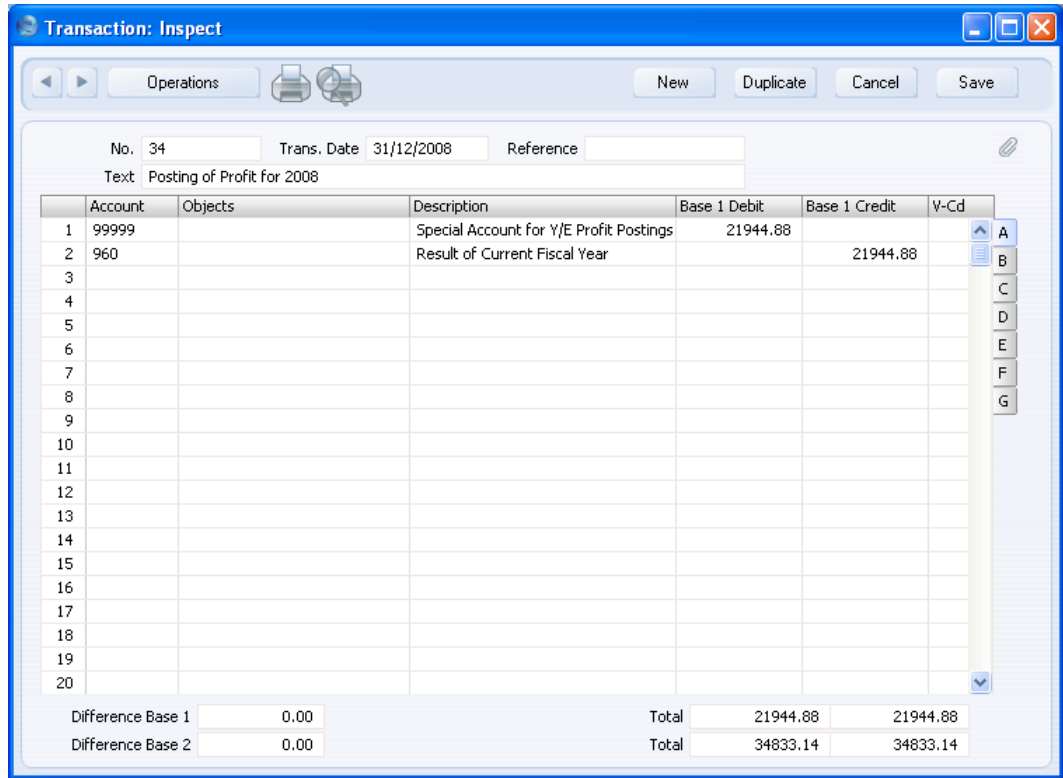 Transaction: Inspect
Operations New Duplicate Cancel Save
No. 34 Trans. Date 31/12/2008 Reference
Text Posting of Profit for 2008
Account Objects Description Base 1 Debit Base 1 Credit V-Cd
1 99999 Special Account for Y/E Profit Postings 21944.88 A
2 960 Result of Current Fiscal Year 21944.88 B
3 C
4
5 D
6 E
7 F
8 G
9
10
11
12
13
14
15
16
17
18
19
20
Difference Base 1 0.00 Total 21944.88 21944.88
Difference Base 2 0.00 Total 34833.14 34833.14